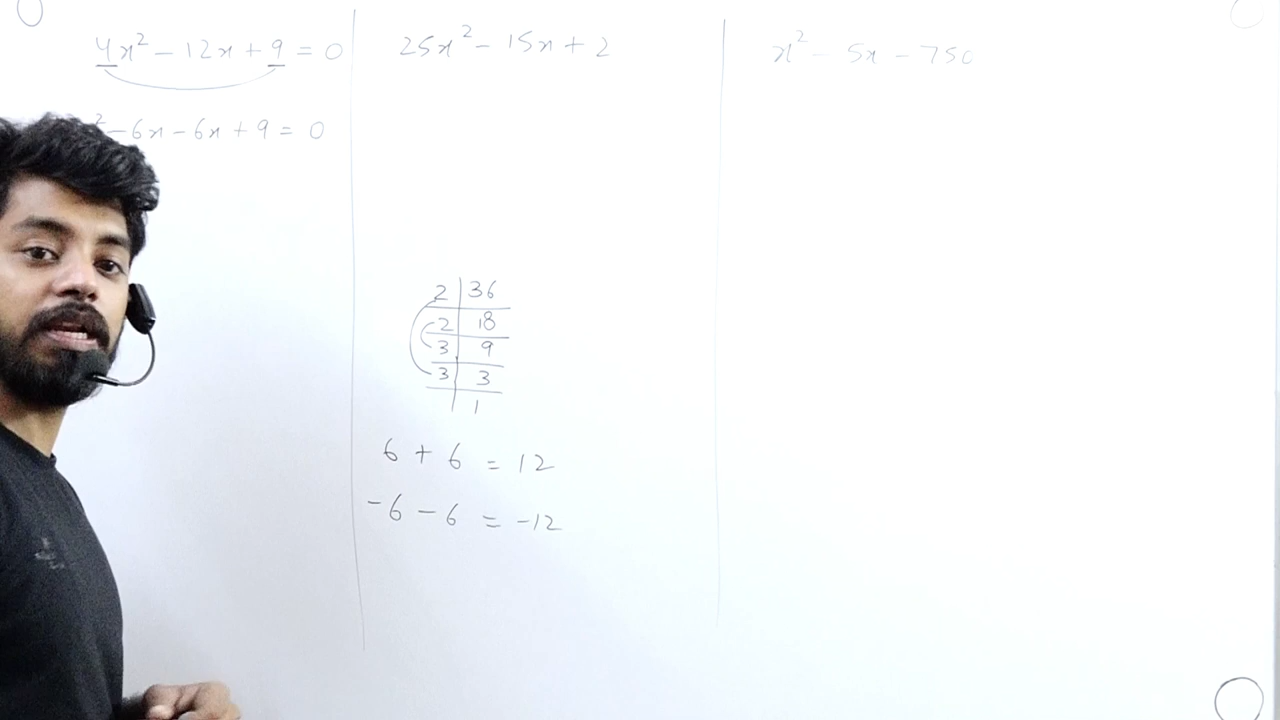 4x² - 12x + 9 = 0
² - 6x - 6x + 9 = 0
25x² - 15x + 2
2 | 36
2 | 18
3 | 9
3 | 3
1
6 + 6 = 12
-6 - 6 = -12
x² - 5x - 750